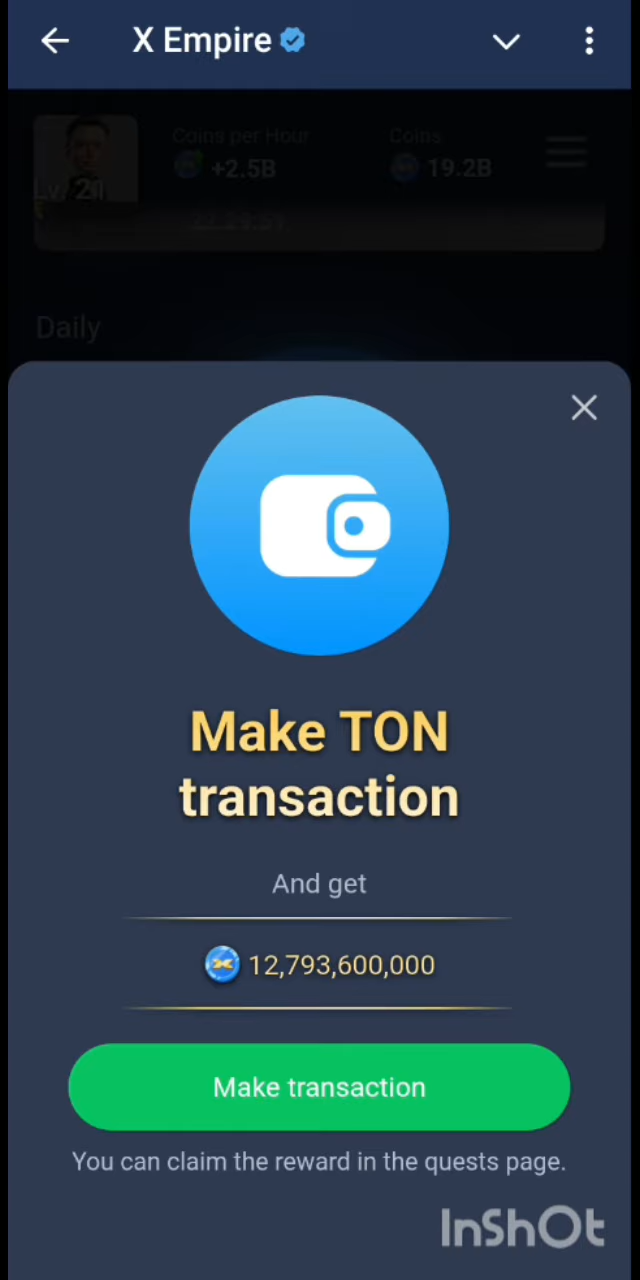 X Empire
Coins per Hour
Coins
+2.5B
19.2B
Daily
Make TON
transaction
And get
12,793,600,000
Make transaction
You can claim the reward in the quests page.
InShOt